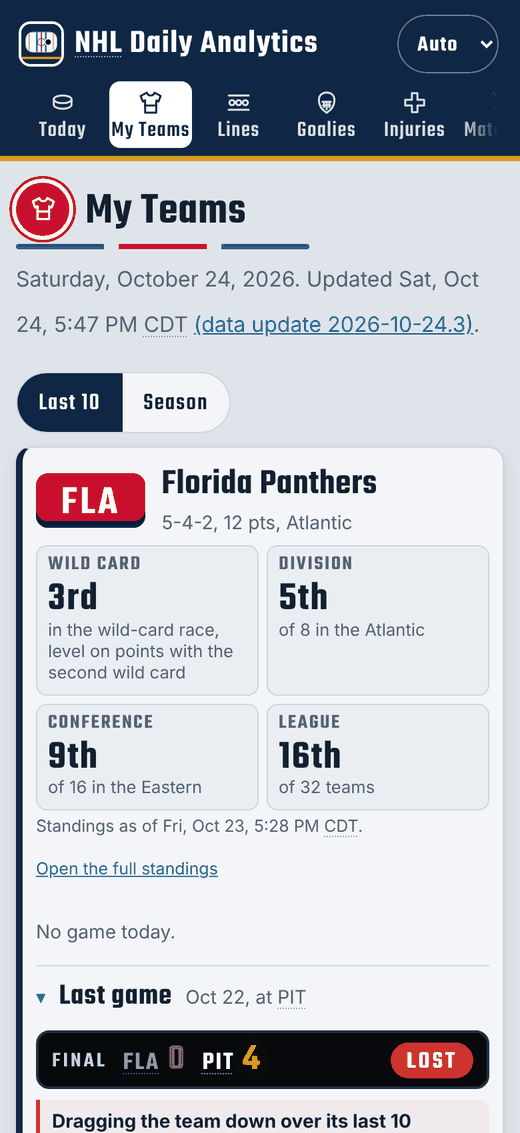 NHL Daily Analytics
Auto
Today
My Teams
Lines
Goalies
Injuries
My Teams
Saturday, October 24, 2026. Updated Sat, Oct
24, 5:47 PM CDT (data update 2026-10-24.3).
Last 10
Season
FLA
Florida Panthers
5-4-2, 12 pts, Atlantic
WILD CARD
3rd
in the wild-card race,
level on points with the
second wild card
DIVISION
5th
of 8 in the Atlantic
CONFERENCE
9th
of 16 in the Eastern
LEAGUE
16th
of 32 teams
Standings as of Fri, Oct 23, 5:28 PM CDT.
Open the full standings
No game today.
Last game Oct 22, at PIT
FINAL FLA 0 PIT 4 LOST
Dragging the team down over its last 10